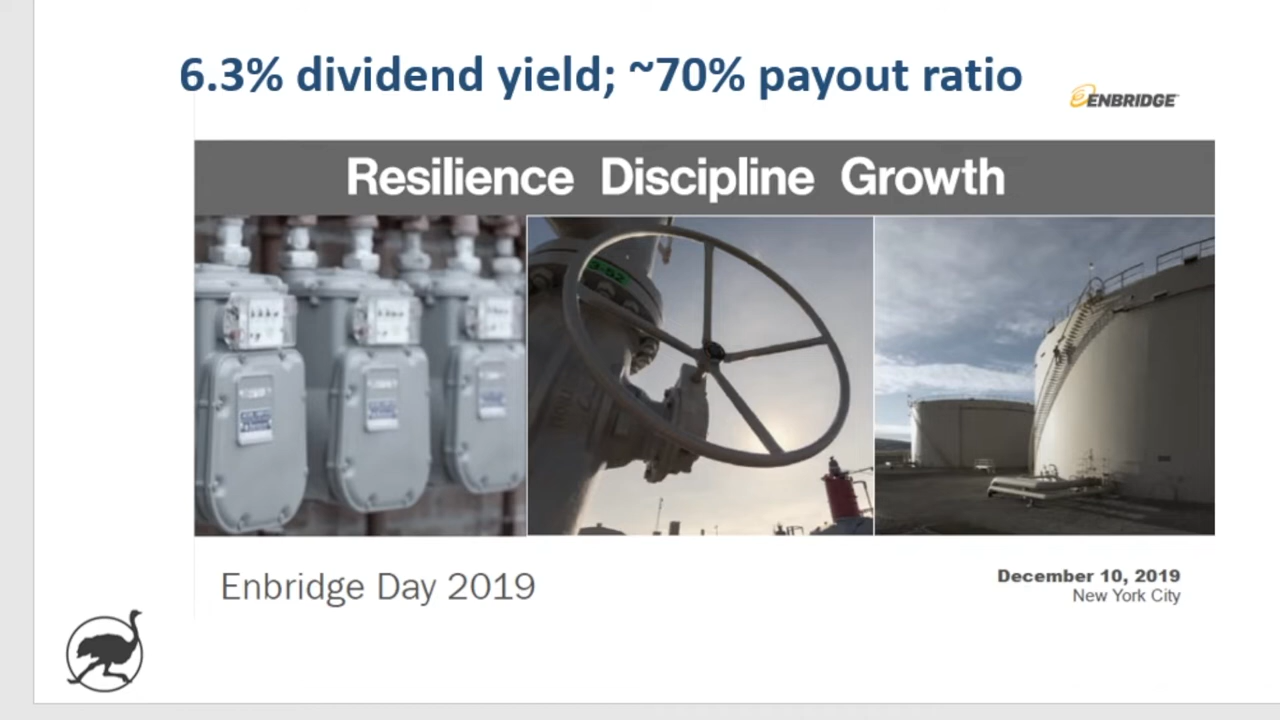 6.3% dividend yield; ~70% payout ratio
ENBRIDGE
Resilience Discipline Growth
Enbridge Day 2019
December 10, 2019
New York City